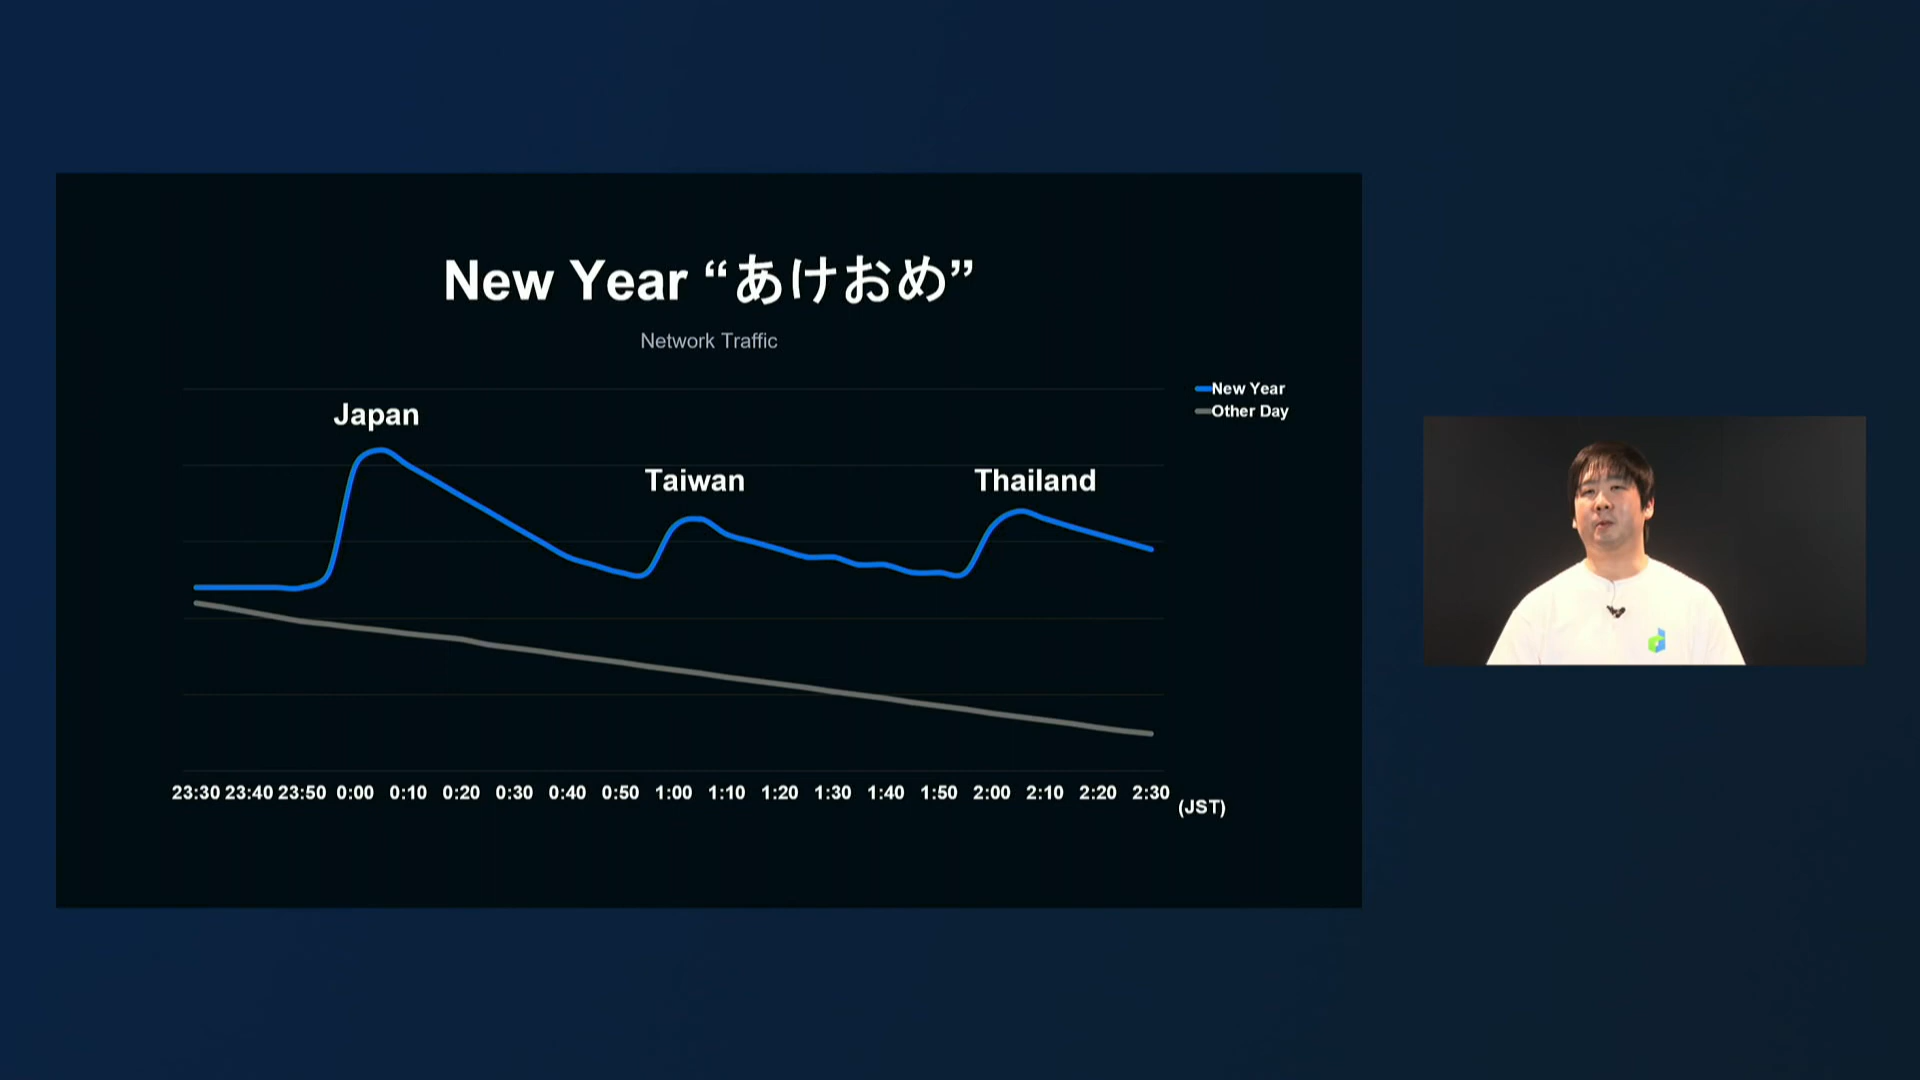 New Year “あけおめ”
Network Traffic
New Year
Other Day
Japan
Taiwan
Thailand
23:30 23:40 23:50 0:00 0:10 0:20 0:30 0:40 0:50 1:00 1:10 1:20 1:30 1:40 1:50 2:00 2:10 2:20 2:30
(JST)